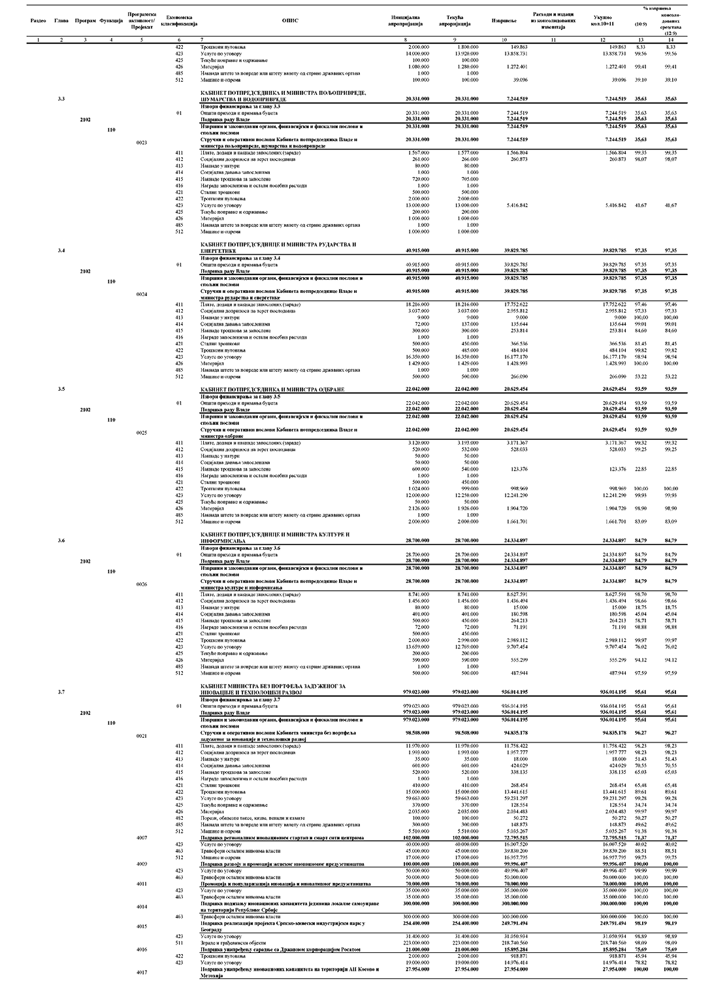 Раздео Глава Програм Функција Програмска активност/ Пројекат Економска класификација ОПИС Иницијална апропријација Текућа апропријација Извршење Расходи и издаци из консолидованих извештаја Укупно кол.10+11 % извршења (10:9) консоли-дованих средстава (12:9)
1 2 3 4 5 6 7 8 9 10 11 12 13 14
422 Трошкови путовања 2.000.000 1.800.000 149.863 149.863 8,33 8,33
423 Услуге по уговору 14.000.000 13.920.000 13.858.731 13.858.731 99,56 99,56
425 Текуће поправке и одржавање 100.000 100.000
426 Материјал 1.080.000 1.280.000 1.272.401 1.272.401 99,41 99,41
485 Накнада штете за повреде или штету нанету од стране државних органа 1.000 1.000
512 Машине и опрема 100.000 100.000 39.096 39.096 39,10 39,10
КАБИНЕТ ПОТПРЕДСЕДНИКА И МИНИСТРА ПОЉОПРИВРЕДЕ,
3.3 ШУМАРСТВА И ВОДОПРИВРЕДЕ 20.331.000 20.331.000 7.244.519 7.244.519 35,63 35,63
Извори финансирања за главу 3.3
01 Општи приходи и примања буџета 20.331.000 20.331.000 7.244.519 7.244.519 35,63 35,63
2102 Подршка раду Владе 20.331.000 20.331.000 7.244.519 7.244.519 35,63 35,63
110 Извршни и законодавни органи, финансијски и фискални послови и спољни послови 20.331.000 20.331.000 7.244.519 7.244.519 35,63 35,63
0023 Стручни и оперативни послови Кабинета потпредседника Владе и министра пољопривреде, шумарства и водопривреде 20.331.000 20.331.000 7.244.519 7.244.519 35,63 35,63
411 Плате, додаци и накнаде запослених (зараде) 1.567.000 1.577.000 1.566.804 1.566.804 99,35 99,35
412 Социјални доприноси на терет послодавца 261.000 266.000 260.873 260.873 98,07 98,07
413 Накнаде у натури 80.000 80.000
414 Социјална давања запосленима 1.000 1.000
415 Накнаде трошкова за запослене 720.000 705.000
416 Награде запосленима и остали посебни расходи 1.000 1.000
421 Стални трошкови 500.000 500.000
422 Трошкови путовања 2.000.000 2.000.000
423 Услуге по уговору 13.000.000 13.000.000 5.416.842 5.416.842 41,67 41,67
425 Текуће поправке и одржавање 200.000 200.000
426 Материјал 1.000.000 1.000.000
485 Накнада штете за повреде или штету нанету од стране државних органа 1.000 1.000
512 Машине и опрема 1.000.000 1.000.000
КАБИНЕТ ПОТПРЕДСЕДНИЦЕ И МИНИСТРА РУДАРСТВА И
3.4 ЕНЕРГЕТИКЕ 40.915.000 40.915.000 39.829.785 39.829.785 97,35 97,35
Извори финансирања за главу 3.4
01 Општи приходи и примања буџета 40.915.000 40.915.000 39.829.785 39.829.785 97,35 97,35
2102 Подршка раду Владе 40.915.000 40.915.000 39.829.785 39.829.785 97,35 97,35
110 Извршни и законодавни органи, финансијски и фискални послови и спољни послови 40.915.000 40.915.000 39.829.785 39.829.785 97,35 97,35
0024 Стручни и оперативни послови Кабинета потпредседнице Владе и министра рударства и енергетике 40.915.000 40.915.000 39.829.785 39.829.785 97,35 97,35
411 Плате, додаци и накнаде запослених (зараде) 18.216.000 18.216.000 17.752.622 17.752.622 97,46 97,46
412 Социјални доприноси на терет послодавца 3.037.000 3.037.000 2.955.812 2.955.812 97,33 97,33
413 Накнаде у натури 9.000 9.000 9.000 9.000 100,00 100,00
414 Социјална давања запосленима 72.000 137.000 135.644 135.644 99,01 99,01
415 Накнаде трошкова за запослене 300.000 300.000 253.814 253.814 84,60 84,60
416 Награде запосленима и остали посебни расходи 1.000 1.000
421 Стални трошкови 500.000 450.000 366.536 366.536 81,45 81,45
422 Трошкови путовања 500.000 485.000 484.104 484.104 99,82 99,82
423 Услуге по уговору 16.350.000 16.350.000 16.177.170 16.177.170 98,94 98,94
426 Материјал 1.429.000 1.429.000 1.428.993 1.428.993 100,00 100,00
485 Накнада штете за повреде или штету нанету од стране државних органа 1.000 1.000
512 Машине и опрема 500.000 500.000 266.090 266.090 53,22 53,22
3.5 КАБИНЕТ ПОТПРЕДСЕДНИКА И МИНИСТРА ОДБРАНЕ 22.042.000 22.042.000 20.629.454 20.629.454 93,59 93,59
Извори финансирања за главу 3.5
01 Општи приходи и примања буџета 22.042.000 22.042.000 20.629.454 20.629.454 93,59 93,59
2102 Подршка раду Владе 22.042.000 22.042.000 20.629.454 20.629.454 93,59 93,59
110 Извршни и законодавни органи, финансијски и фискални послови и спољни послови 22.042.000 22.042.000 20.629.454 20.629.454 93,59 93,59
0025 Стручни и оперативни послови Кабинета потпредседника Владе и министра одбране 22.042.000 22.042.000 20.629.454 20.629.454 93,59 93,59
411 Плате, додаци и накнаде запослених (зараде) 3.120.000 3.193.000 3.171.367 3.171.367 99,32 99,32
412 Социјални доприноси на терет послодавца 520.000 532.000 528.033 528.033 99,25 99,25
413 Накнаде у натури 50.000 50.000
414 Социјална давања запосленима 50.000 50.000
415 Накнаде трошкова за запослене 600.000 540.000 123.376 123.376 22,85 22,85
416 Награде запосленима и остали посебни расходи 1.000 1.000
421 Стални трошкови 500.000 450.000
422 Трошкови путовања 1.024.000 999.000 998.969 998.969 100,00 100,00
423 Услуге по уговору 12.000.000 12.250.000 12.241.290 12.241.290 99,93 99,93
425 Текуће поправке и одржавање 50.000 50.000
426 Материјал 2.126.000 1.926.000 1.904.720 1.904.720 98,90 98,90
485 Накнада штете за повреде или штету нанету од стране државних органа 1.000 1.000
512 Машине и опрема 2.000.000 2.000.000 1.661.701 1.661.701 83,09 83,09
КАБИНЕТ ПОТПРЕДСЕДНИЦЕ И МИНИСТРА КУЛТУРЕ И
3.6 ИНФОРМИСАЊА 28.700.000 28.700.000 24.334.897 24.334.897 84,79 84,79
Извори финансирања за главу 3.6
01 Општи приходи и примања буџета 28.700.000 28.700.000 24.334.897 24.334.897 84,79 84,79
2102 Подршка раду Владе 28.700.000 28.700.000 24.334.897 24.334.897 84,79 84,79
110 Извршни и законодавни органи, финансијски и фискални послови и спољни послови 28.700.000 28.700.000 24.334.897 24.334.897 84,79 84,79
0026 Стручни и оперативни послови Кабинета потпредседнице Владе и министра културе и информисања 28.700.000 28.700.000 24.334.897 24.334.897 84,79 84,79
411 Плате, додаци и накнаде запослених (зараде) 8.741.000 8.741.000 8.627.591 8.627.591 98,70 98,70
412 Социјални доприноси на терет послодавца 1.456.000 1.456.000 1.436.494 1.436.494 98,66 98,66
413 Накнаде у натури 80.000 80.000 15.000 15.000 18,75 18,75
414 Социјална давања запосленима 401.000 401.000 180.598 180.598 45,04 45,04
415 Накнаде трошкова за запослене 500.000 450.000 264.213 264.213 58,71 58,71
416 Награде запосленима и остали посебни расходи 72.000 72.000 71.191 71.191 98,88 98,88
421 Стални трошкови 500.000 450.000
422 Трошкови путовања 2.000.000 2.990.000 2.989.112 2.989.112 99,97 99,97
423 Услуге по уговору 13.659.000 12.769.000 9.707.454 9.707.454 76,02 76,02
425 Текуће поправке и одржавање 200.000 200.000
426 Материјал 590.000 590.000 555.299 555.299 94,12 94,12
485 Накнада штете за повреде или штету нанету од стране државних органа 1.000 1.000
512 Машине и опрема 500.000 500.000 487.944 487.944 97,59 97,59
КАБИНЕТ МИНИСТРА БЕЗ ПОРТФЕЉА ЗАДУЖЕНОГ ЗА
3.7 ИНОВАЦИЈЕ И ТЕХНОЛОШКИ РАЗВОЈ 979.023.000 979.023.000 936.014.195 936.014.195 95,61 95,61
Извори финансирања за главу 3.7
01 Општи приходи и примања буџета 979.023.000 979.023.000 936.014.195 936.014.195 95,61 95,61
2102 Подршка раду Владе 979.023.000 979.023.000 936.014.195 936.014.195 95,61 95,61
110 Извршни и законодавни органи, финансијски и фискални послови и спољни послови 979.023.000 979.023.000 936.014.195 936.014.195 95,61 95,61
0021 Стручни и оперативни послови Кабинета министра без портфеља задуженог за иновације и технолошки развој 98.508.000 98.508.000 94.835.178 94.835.178 96,27 96,27
411 Плате, додаци и накнаде запослених (зараде) 11.970.000 11.970.000 11.758.422 11.758.422 98,23 98,23
412 Социјални доприноси на терет послодавца 1.993.000 1.993.000 1.957.777 1.957.777 98,23 98,23
413 Накнаде у натури 35.000 35.000 18.000 18.000 51,43 51,43
414 Социјална давања запосленима 601.000 601.000 424.029 424.029 70,55 70,55
415 Накнаде трошкова за запослене 520.000 520.000 338.135 338.135 65,03 65,03
416 Награде запосленима и остали посебни расходи 1.000 1.000
421 Стални трошкови 410.000 410.000 268.454 268.454 65,48 65,48
422 Трошкови путовања 15.000.000 15.000.000 13.441.615 13.441.615 89,61 89,61
423 Услуге по уговору 59.663.000 59.663.000 59.231.297 59.231.297 99,28 99,28
425 Текуће поправке и одржавање 370.000 370.000 128.554 128.554 34,74 34,74
426 Материјал 2.035.000 2.035.000 2.034.483 2.034.483 99,97 99,97
482 Порези, обавезне таксе, казне, пенали и камате 100.000 100.000 50.272 50.272 50,27 50,27
485 Накнада штете за повреде или штету нанету од стране државних органа 300.000 300.000 148.873 148.873 49,62 49,62
512 Машине и опрема 5.510.000 5.510.000 5.035.267 5.035.267 91,38 91,38
4007 Подршка регионалним иновационим стартап и смарт сити центрима 102.000.000 102.000.000 72.795.515 72.795.515 71,37 71,37
423 Услуге по уговору 40.000.000 40.000.000 16.007.520 16.007.520 40,02 40,02
463 Трансфери осталим нивоима власти 45.000.000 45.000.000 39.830.200 39.830.200 88,51 88,51
512 Машине и опрема 17.000.000 17.000.000 16.957.795 16.957.795 99,75 99,75
4009 Подршка развоју и промоцији женског иновационог предузетништва 100.000.000 100.000.000 99.996.407 99.996.407 100,00 100,00
423 Услуге по уговору 50.000.000 50.000.000 49.996.407 49.996.407 99,99 99,99
463 Трансфери осталим нивоима власти 50.000.000 50.000.000 50.000.000 50.000.000 100,00 100,00
4011 Промоција и популаризација иновација и иновативног предузетништва 70.000.000 70.000.000 70.000.000 70.000.000 100,00 100,00
423 Услуге по уговору 35.000.000 35.000.000 35.000.000 35.000.000 100,00 100,00
463 Трансфери осталим нивоима власти 35.000.000 35.000.000 35.000.000 35.000.000 100,00 100,00
4014 Подршка подизању иновационих капацитета јединица локалне самоуправе на територији Републике Србије 300.000.000 300.000.000 300.000.000 300.000.000 100,00 100,00
463 Трансфери осталим нивоима власти 300.000.000 300.000.000 300.000.000 300.000.000 100,00 100,00
4015 Подршка реализацији пројекта Српско-кинески индустријски парк у Београду 254.400.000 254.400.000 249.791.494 249.791.494 98,19 98,19
423 Услуге по уговору 31.400.000 31.400.000 31.050.934 31.050.934 98,89 98,89
511 Зграде и грађевински објекти 223.000.000 223.000.000 218.740.560 218.740.560 98,09 98,09
4016 Подршка унапређењу сарадње са Државном корпорацијом Росатом 21.000.000 21.000.000 15.895.284 15.895.284 75,69 75,69
422 Трошкови путовања 2.000.000 2.000.000 918.871 918.871 45,94 45,94
423 Услуге по уговору 19.000.000 19.000.000 14.976.414 14.976.414 78,82 78,82
4017 Подршка унапређењу иновационих капацитета на територији АП Косово и Метохија 27.954.000 27.954.000 27.954.000 27.954.000 100,00 100,00